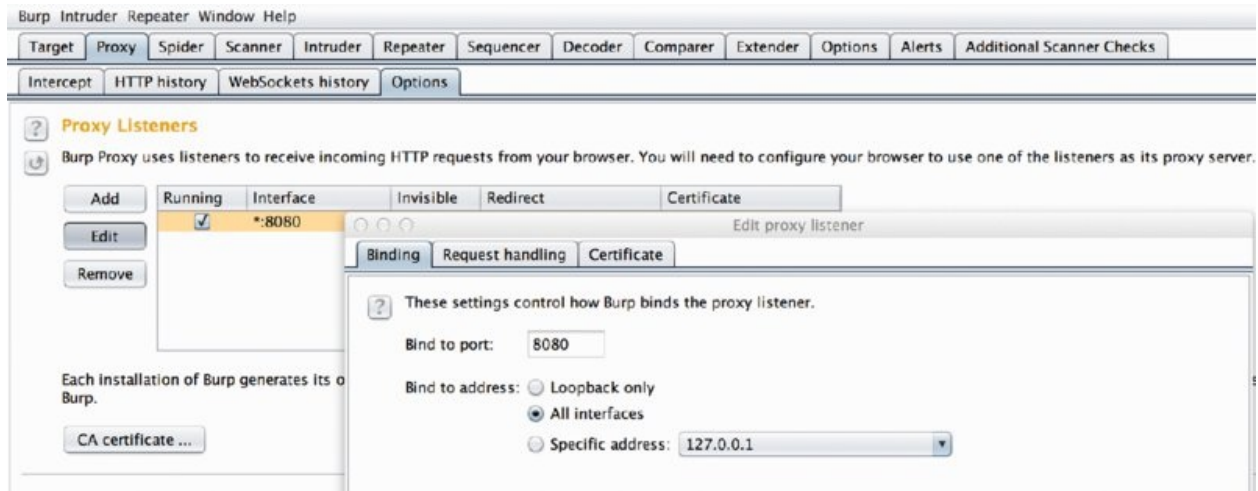 Burp Intruder Repeater Window Help
Target Proxy Spider Scanner Intruder Repeater Sequencer Decoder Comparer Extender Options Alerts Additional Scanner Checks
Intercept HTTP history WebSockets history Options
? Proxy Listeners
Burp Proxy uses listeners to receive incoming HTTP requests from your browser. You will need to configure your browser to use one of the listeners as its proxy server.
Add Running Interface Invisible Redirect Certificate
*:8080
Edit
Remove
Edit proxy listener
Binding Request handling Certificate
? These settings control how Burp binds the proxy listener.
Bind to port: 8080
Bind to address: Loopback only
All interfaces
Specific address: 127.0.0.1
Each installation of Burp generates its o
Burp.
CA certificate ...